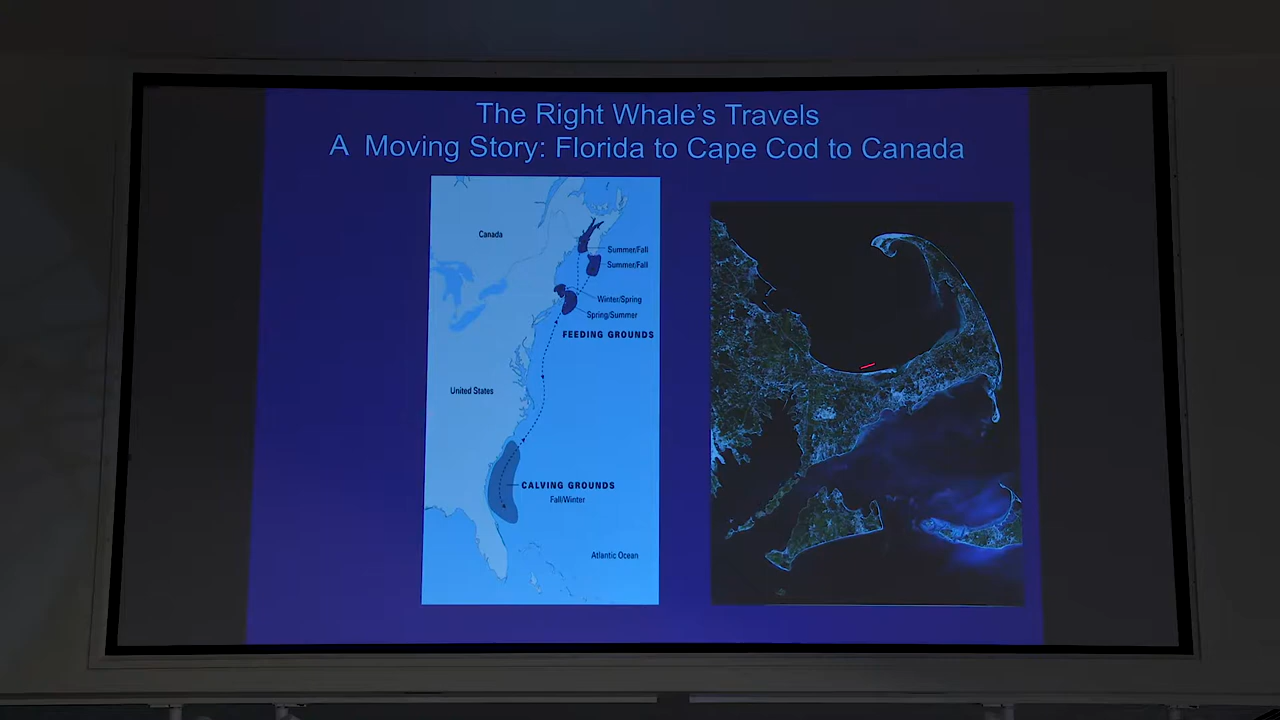 The Right Whale's Travels
A Moving Story: Florida to Cape Cod to Canada
Canada
Summer/Fall
Summer/Fall
Winter/Spring
Spring/Summer
FEEDING GROUNDS
United States
CALVING GROUNDS
Fall/Winter
Atlantic Ocean